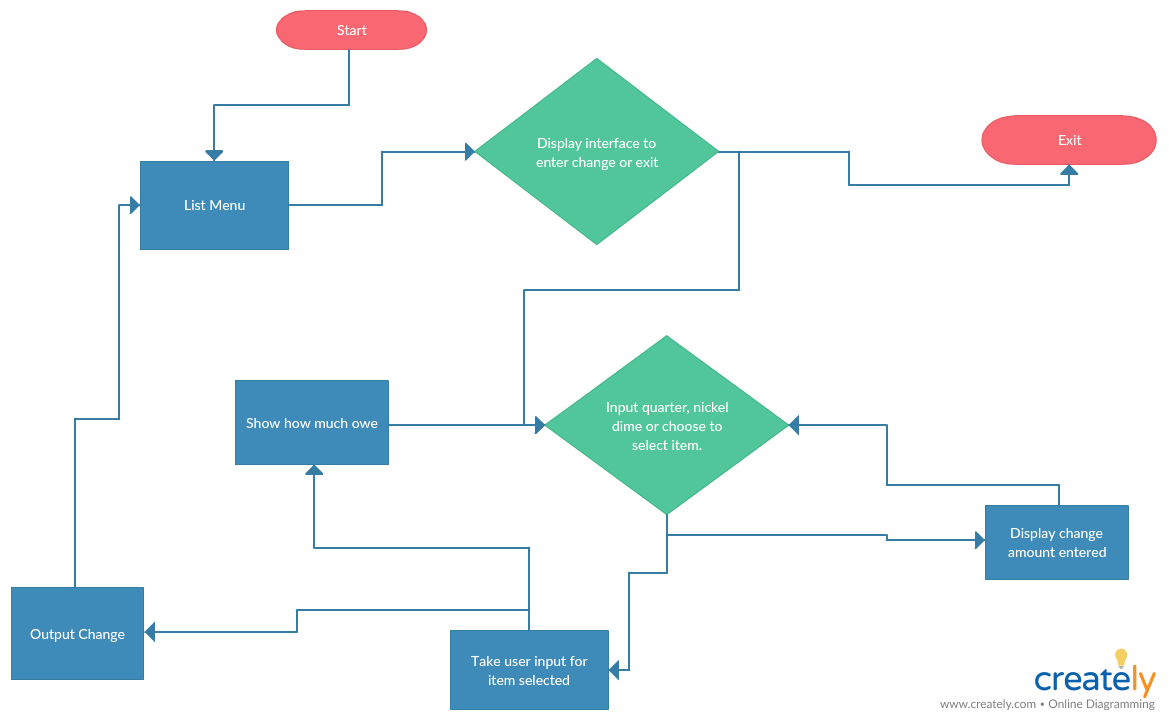 Start
Display interface to
enter change or exit
Exit
List Menu
Show how much owe
Input quarter, nickel
dime or choose to
select item.
Display change
amount entered
Output Change
Take user input for
item selected
creately
www.creately.com • Online Diagramming